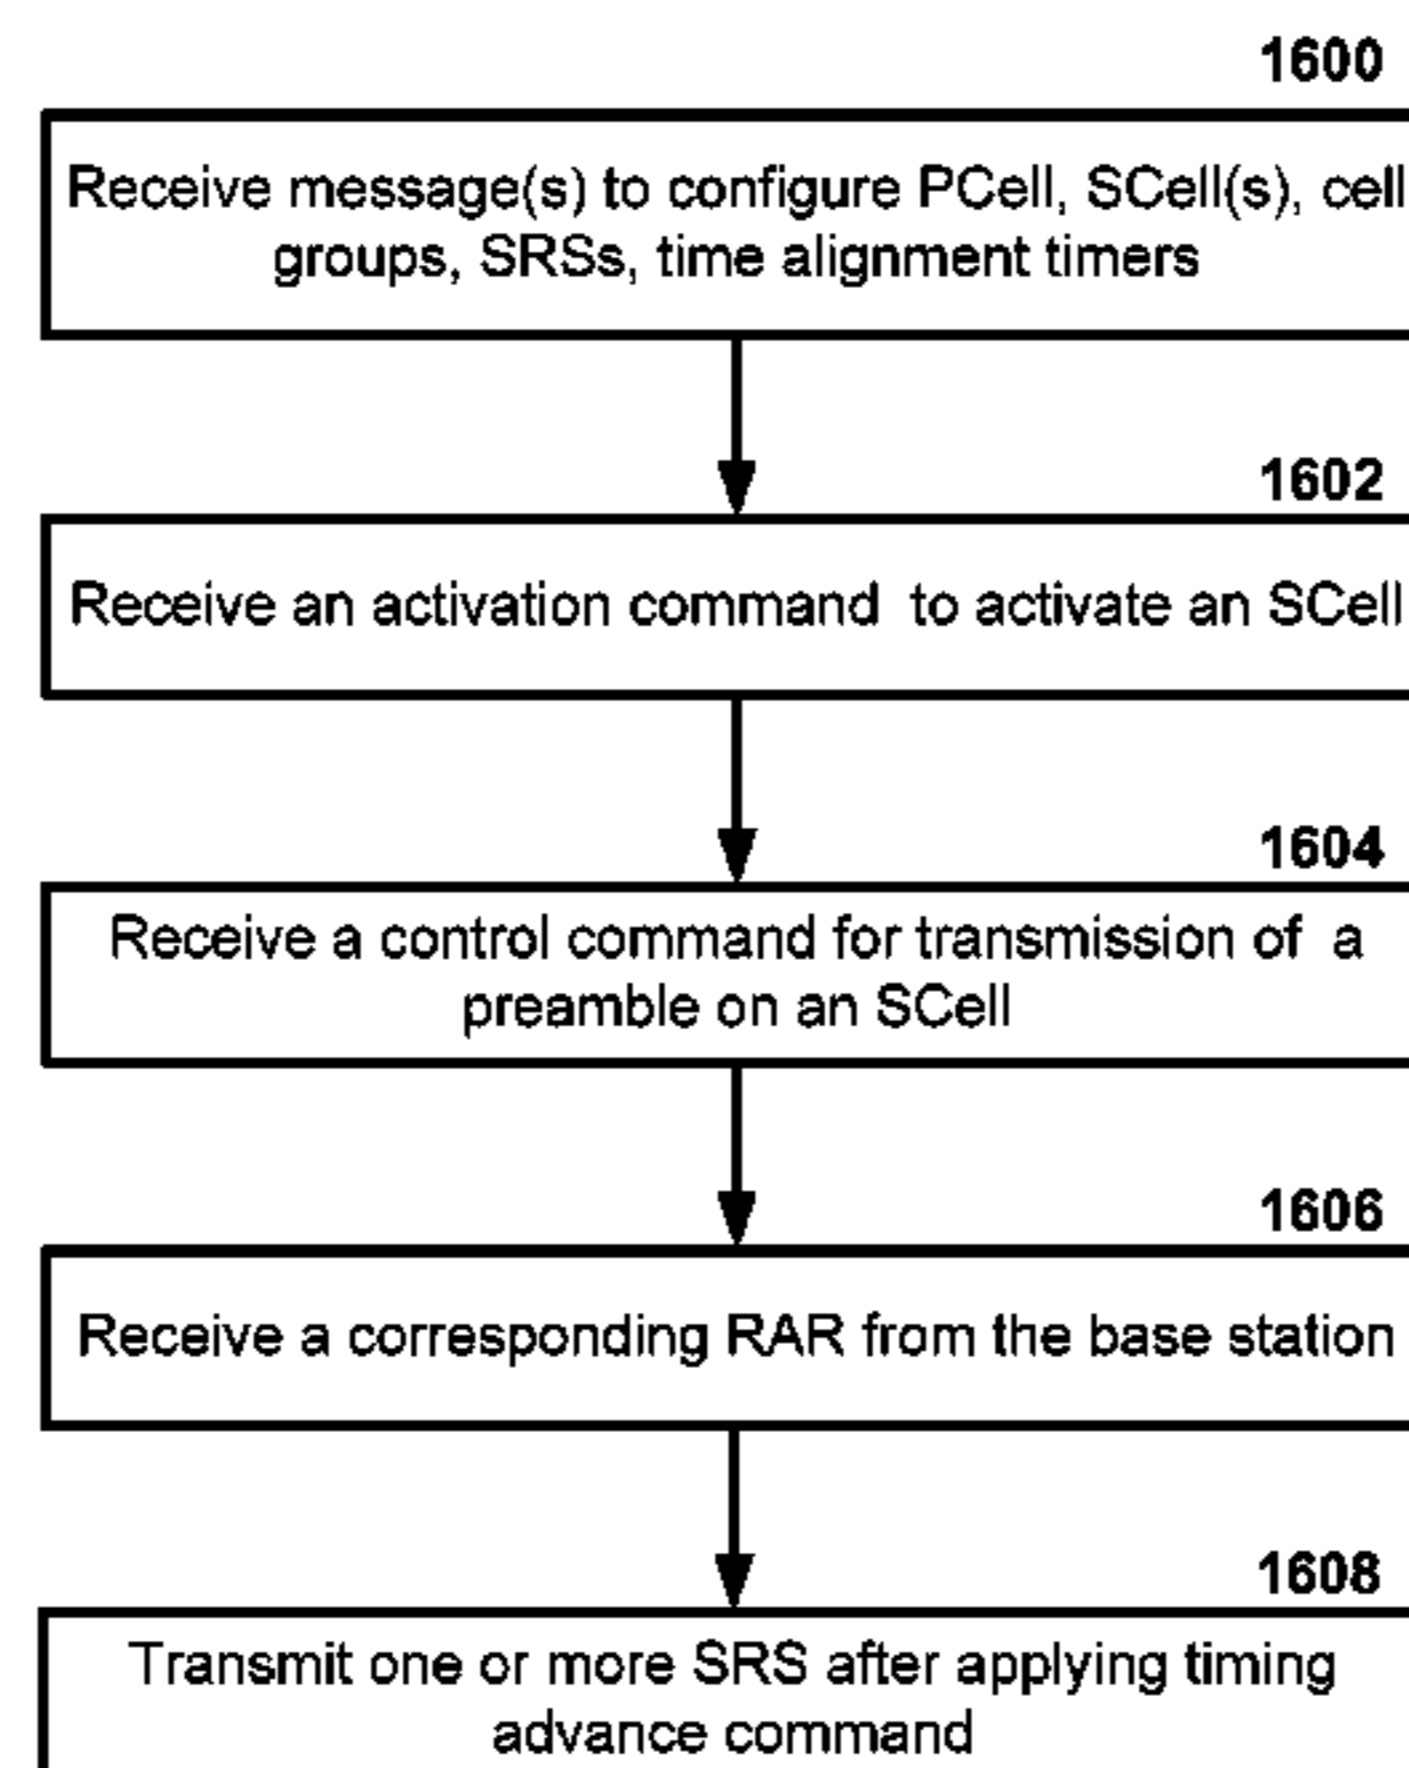 1600
Receive message(s) to configure PCell, SCell(s), cell
groups, SRSs, time alignment timers
1602
Receive an activation command to activate an SCell
1604
Receive a control command for transmission of a
preamble on an SCell
1606
Receive a corresponding RAR from the base station
1608
Transmit one or more SRS after applying timing
advance command